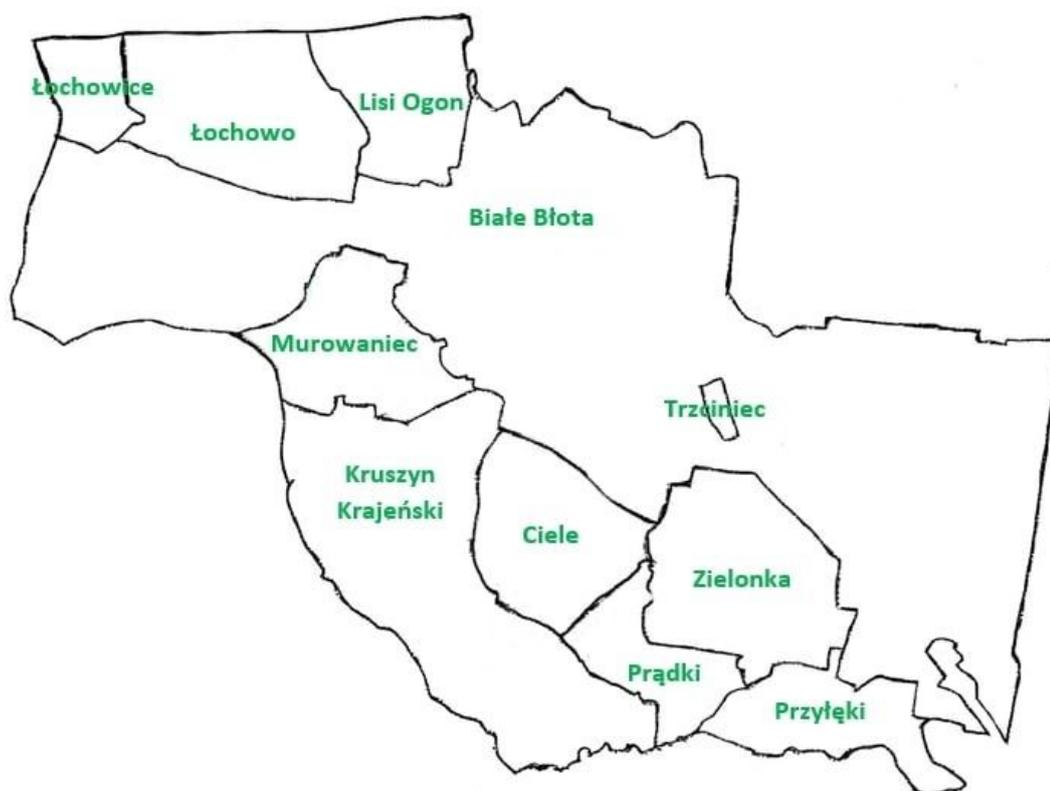 Łochowice
Łochowo
Lisi Ogon
Białe Błota
Murowaniec
Trzciniec
Kruszyn
Krajeński
Ciele
Zielonka
Prądki
Przyłęki